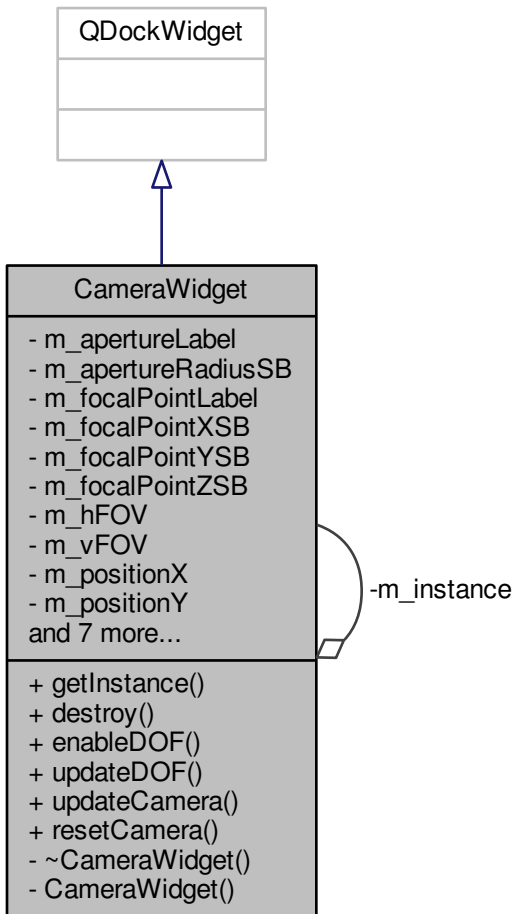 QDockWidget
CameraWidget
- m_apertureLabel
- m_apertureRadiusSB
- m_focalPointLabel
- m_focalPointXSB
- m_focalPointYSB
- m_focalPointZSB
- m_hFOV
- m_vFOV
- m_positionX
- m_positionY
and 7 more...
-m_instance
+ getInstance()
+ destroy()
+ enableDOF()
+ updateDOF()
+ updateCamera()
+ resetCamera()
- ~CameraWidget()
- CameraWidget()